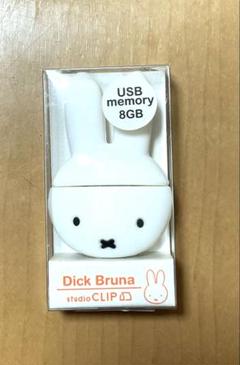 USB
memory
8GB
Dick Bruna
studio CLIP